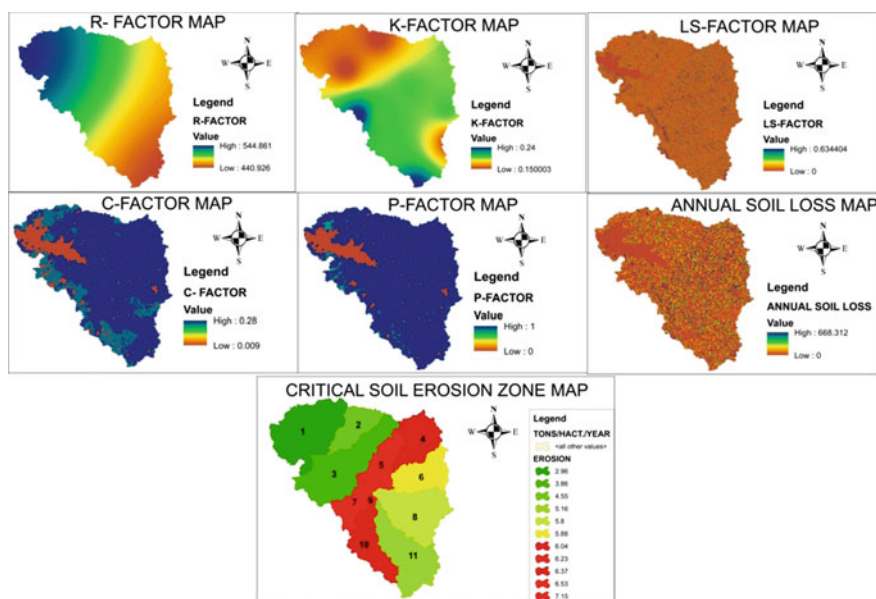 R- FACTOR MAP
N
W E
S
Legend
R-FACTOR
Value
High : 544.861
Low : 440.926
K-FACTOR MAP
N
W E
S
Legend
K-FACTOR
Value
High : 0.24
Low : 0.150003
LS-FACTOR MAP
N
W E
S
Legend
LS-FACTOR
Value
High : 0.634404
Low : 0
C-FACTOR MAP
N
W E
S
Legend
C- FACTOR
Value
High : 0.28
Low : 0.009
P-FACTOR MAP
N
W E
S
Legend
P-FACTOR
Value
High : 1
Low : 0
ANNUAL SOIL LOSS MAP
N
W E
S
Legend
ANNUAL SOIL LOSS
Value
High : 668.312
Low : 0
CRITICAL SOIL EROSION ZONE MAP
1
2
3
4
5
6
7
9
8
10
11
N
W E
S
Legend
TONS/HACT./YEAR
<all other values>
EROSION
2.96
3.86
4.55
5.16
5.8
5.88
6.04
6.23
6.37
6.53
7.15